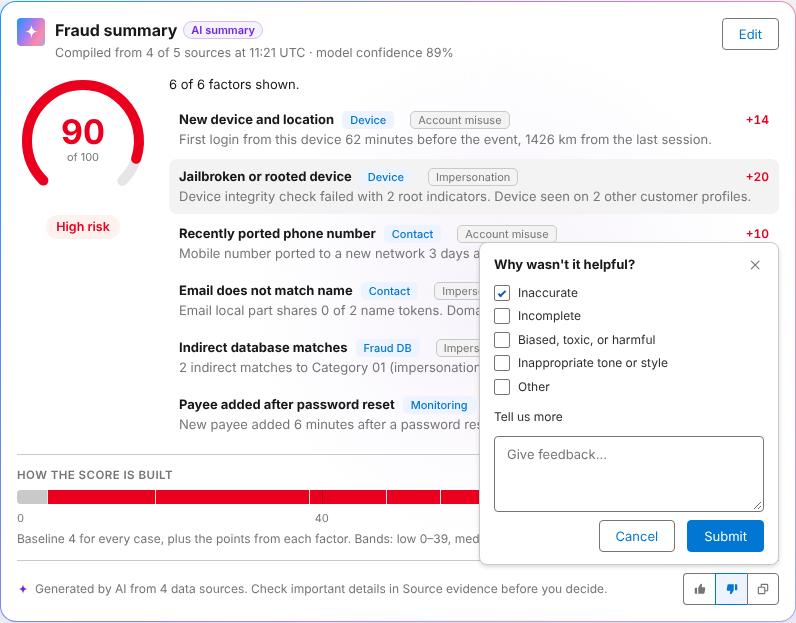 Fraud summary AI summary
Edit
Compiled from 4 of 5 sources at 11:21 UTC · model confidence 89%
90
of 100
High risk
6 of 6 factors shown.
New device and location Device Account misuse +14
First login from this device 62 minutes before the event, 1426 km from the last session.
Jailbroken or rooted device Device Impersonation +20
Device integrity check failed with 2 root indicators. Device seen on 2 other customer profiles.
Recently ported phone number Contact Account misuse +10
Mobile number ported to a new network 3 days
Email does not match name Contact
Email local part shares 0 of 2 name tokens.
Indirect database matches Fraud DB
2 indirect matches to Category 01 (impersonation
Payee added after password reset Monitoring
New payee added 6 minutes after a password
HOW THE SCORE IS BUILT
0 40
Baseline 4 for every case, plus the points from each factor. Bands: low 0–39,
Why wasn't it helpful?
Inaccurate
Incomplete
Biased, toxic, or harmful
Inappropriate tone or style
Other
Tell us more
Give feedback...
Cancel Submit
Generated by AI from 4 data sources. Check important details in Source evidence before you decide.